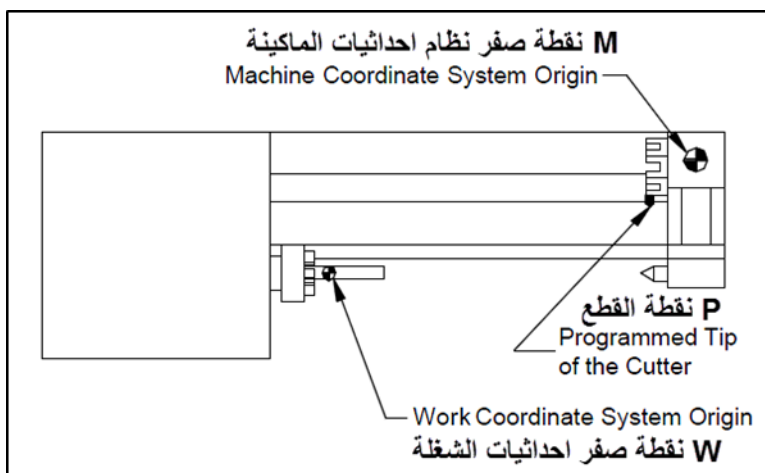 M نقطة صفر نظام احداثيات الماكينة
Machine Coordinate System Origin
P نقطة القطع
Programmed Tip
of the Cutter
Work Coordinate System Origin
W نقطة صفر احداثيات الشغلة